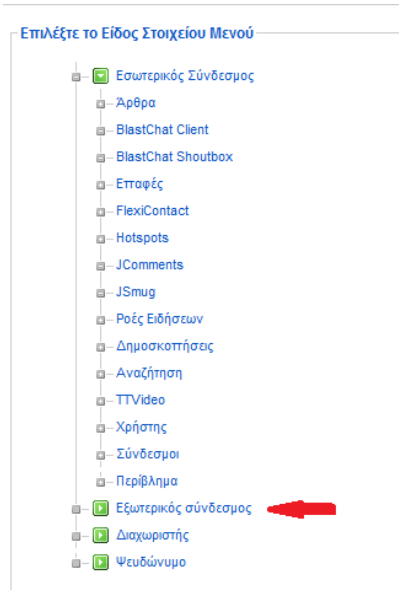 Επιλέξτε το Είδος Στοιχείου Μενού
Εσωτερικός Σύνδεσμος
Άρθρα
BlastChat Client
BlastChat Shoutbox
Επαφές
FlexiContact
Hotspots
JComments
JSmug
Ροές Ειδήσεων
Δημοσκοπήσεις
Αναζήτηση
TTVideo
Χρήστης
Σύνδεσμοι
Περίβλημα
Εξωτερικός σύνδεσμος
Διαχωριστής
Ψευδώνυμο